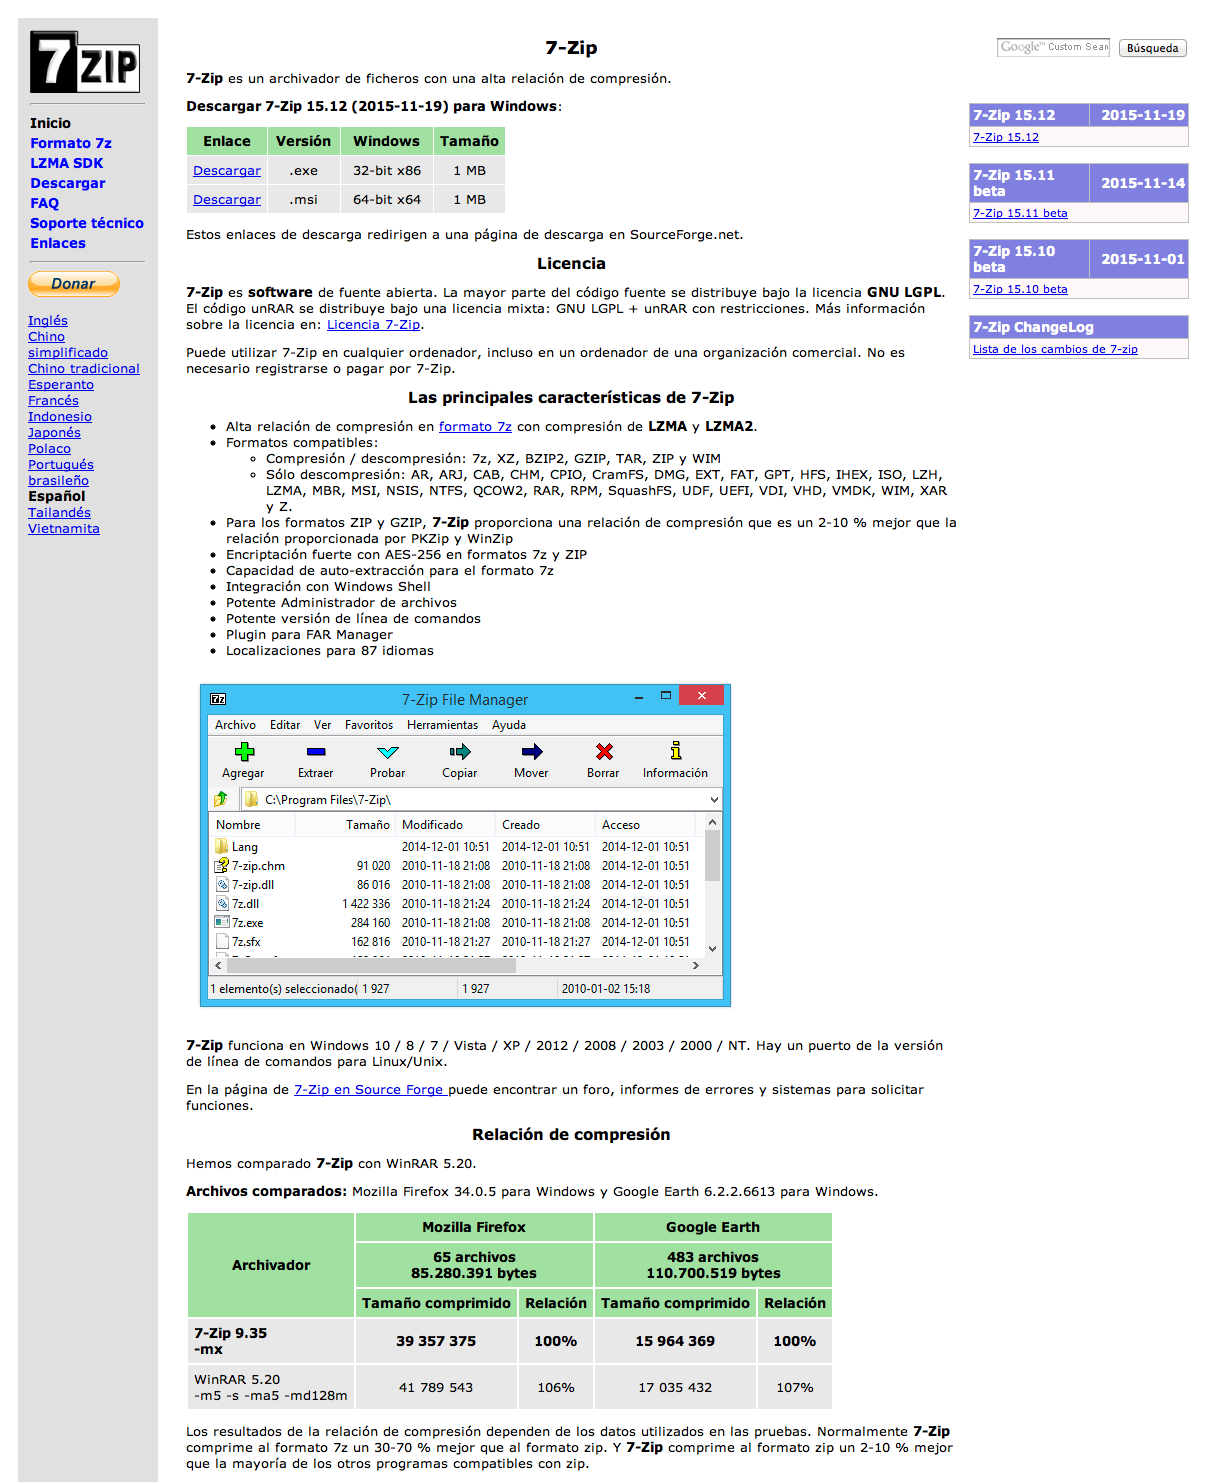 7ZIP
Inicio
Formato 7z
LZMA SDK
Descargar
FAQ
Soporte técnico
Enlaces
Donar
Inglés
Chino
simplificado
Chino tradicional
Esperanto
Francés
Indonesio
Japonés
Polaco
Portugués
brasileño
Español
Tailandés
Vietnamita
7-Zip
7-Zip es un archivador de ficheros con una alta relación de compresión.
Descargar 7-Zip 15.12 (2015-11-19) para Windows:
Enlace Versión Windows Tamaño
Descargar .exe 32-bit x86 1 MB
Descargar .msi 64-bit x64 1 MB
Estos enlaces de descarga redirigen a una página de descarga en SourceForge.net.
Licencia
7-Zip es software de fuente abierta. La mayor parte del código fuente se distribuye bajo la licencia GNU LGPL.
El código unRAR se distribuye bajo una licencia mixta: GNU LGPL + unRAR con restricciones. Más información
sobre la licencia en: Licencia 7-Zip.
Puede utilizar 7-Zip en cualquier ordenador, incluso en un ordenador de una organización comercial. No es
necesario registrarse o pagar por 7-Zip.
Las principales características de 7-Zip
• Alta relación de compresión en formato 7z con compresión de LZMA y LZMA2.
• Formatos compatibles:
◦ Compresión / descompresión: 7z, XZ, BZIP2, GZIP, TAR, ZIP y WIM
◦ Sólo descompresión: AR, ARJ, CAB, CHM, CPIO, CramFS, DMG, EXT, FAT, GPT, HFS, IHEX, ISO, LZH,
LZMA, MBR, MSI, NSIS, NTFS, QCOW2, RAR, RPM, SquashFS, UDF, UEFI, VDI, VHD, VMDK, WIM, XAR
y Z.
• Para los formatos ZIP y GZIP, 7-Zip proporciona una relación de compresión que es un 2-10 % mejor que la
relación proporcionada por PKZip y WinZip
• Encriptación fuerte con AES-256 en formatos 7z y ZIP
• Capacidad de auto-extracción para el formato 7z
• Integración con Windows Shell
• Potente Administrador de archivos
• Potente versión de línea de comandos
• Plugin para FAR Manager
• Localizaciones para 87 idiomas
7z 7-Zip File Manager
Archivo Editar Ver Favoritos Herramientas Ayuda
Agregar Extraer Probar Copiar Mover Borrar Información
C:\Program Files\7-Zip\
Nombre Tamaño Modificado Creado Acceso
Lang 2014-12-01 10:51 2014-12-01 10:51 2014-12-01 10:51
7-zip.chm 91 020 2010-11-18 21:08 2010-11-18 21:08 2014-12-01 10:51
7-zip.dll 86 016 2010-11-18 21:08 2010-11-18 21:08 2014-12-01 10:51
7z.dll 1 422 336 2010-11-18 21:24 2010-11-18 21:24 2014-12-01 10:51
7z.exe 284 160 2010-11-18 21:08 2010-11-18 21:08 2014-12-01 10:51
7z.sfx 162 816 2010-11-18 21:27 2010-11-18 21:27 2014-12-01 10:51
1 elemento(s) seleccionado( 1 927 1 927 2010-01-02 15:18
7-Zip funciona en Windows 10 / 8 / 7 / Vista / XP / 2012 / 2008 / 2003 / 2000 / NT. Hay un puerto de la versión
de línea de comandos para Linux/Unix.
En la página de 7-Zip en Source Forge puede encontrar un foro, informes de errores y sistemas para solicitar
funciones.
Relación de compresión
Hemos comparado 7-Zip con WinRAR 5.20.
Archivos comparados: Mozilla Firefox 34.0.5 para Windows y Google Earth 6.2.2.6613 para Windows.
Archivador Mozilla Firefox Google Earth
65 archivos 483 archivos
85.280.391 bytes 110.700.519 bytes
Tamaño comprimido Relación Tamaño comprimido Relación
7-Zip 9.35
-mx 39 357 375 100% 15 964 369 100%
WinRAR 5.20
-m5 -s -ma5 -md128m 41 789 543 106% 17 035 432 107%
Los resultados de la relación de compresión dependen de los datos utilizados en las pruebas. Normalmente 7-Zip
comprime al formato 7z un 30-70 % mejor que al formato zip. Y 7-Zip comprime al formato zip un 2-10 % mejor
que la mayoría de los otros programas compatibles con zip.
Google™ Custom Sear Búsqueda
7-Zip 15.12 2015-11-19
7-Zip 15.12
7-Zip 15.11
beta 2015-11-14
7-Zip 15.11 beta
7-Zip 15.10
beta 2015-11-01
7-Zip 15.10 beta
7-Zip ChangeLog
Lista de los cambios de 7-zip